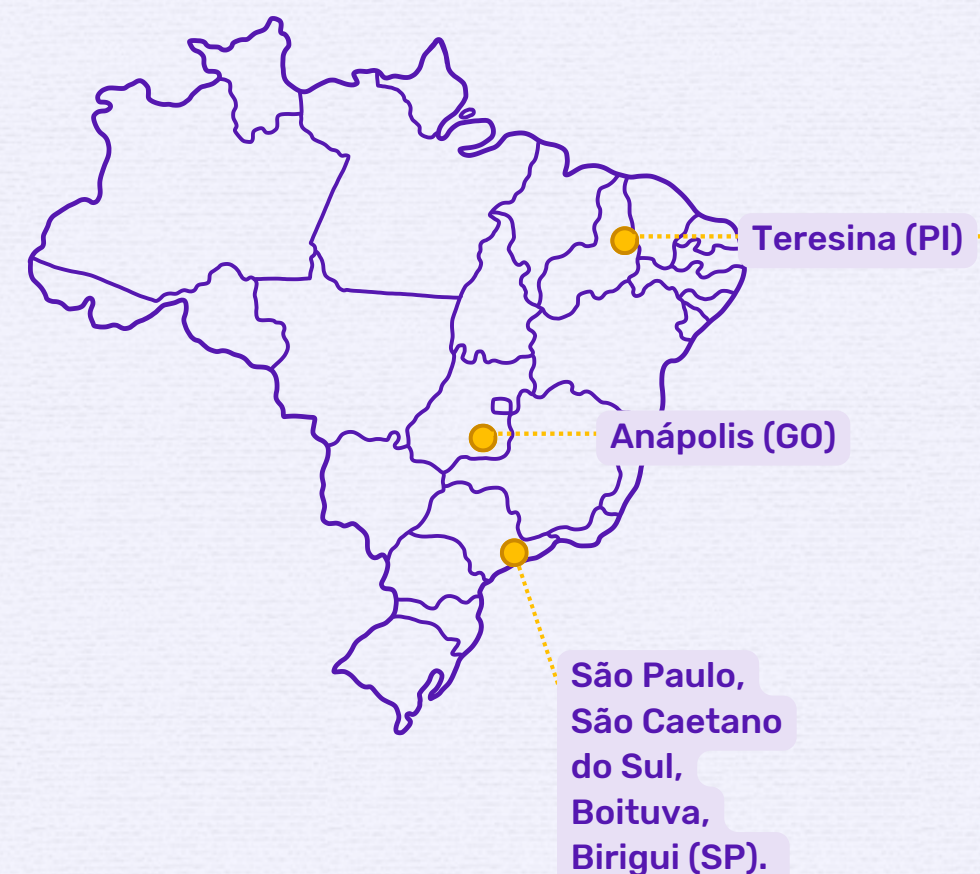 Teresina (PI)
Anápolis (GO)
São Paulo,
São Caetano
do Sul,
Boituva,
Birigui (SP).